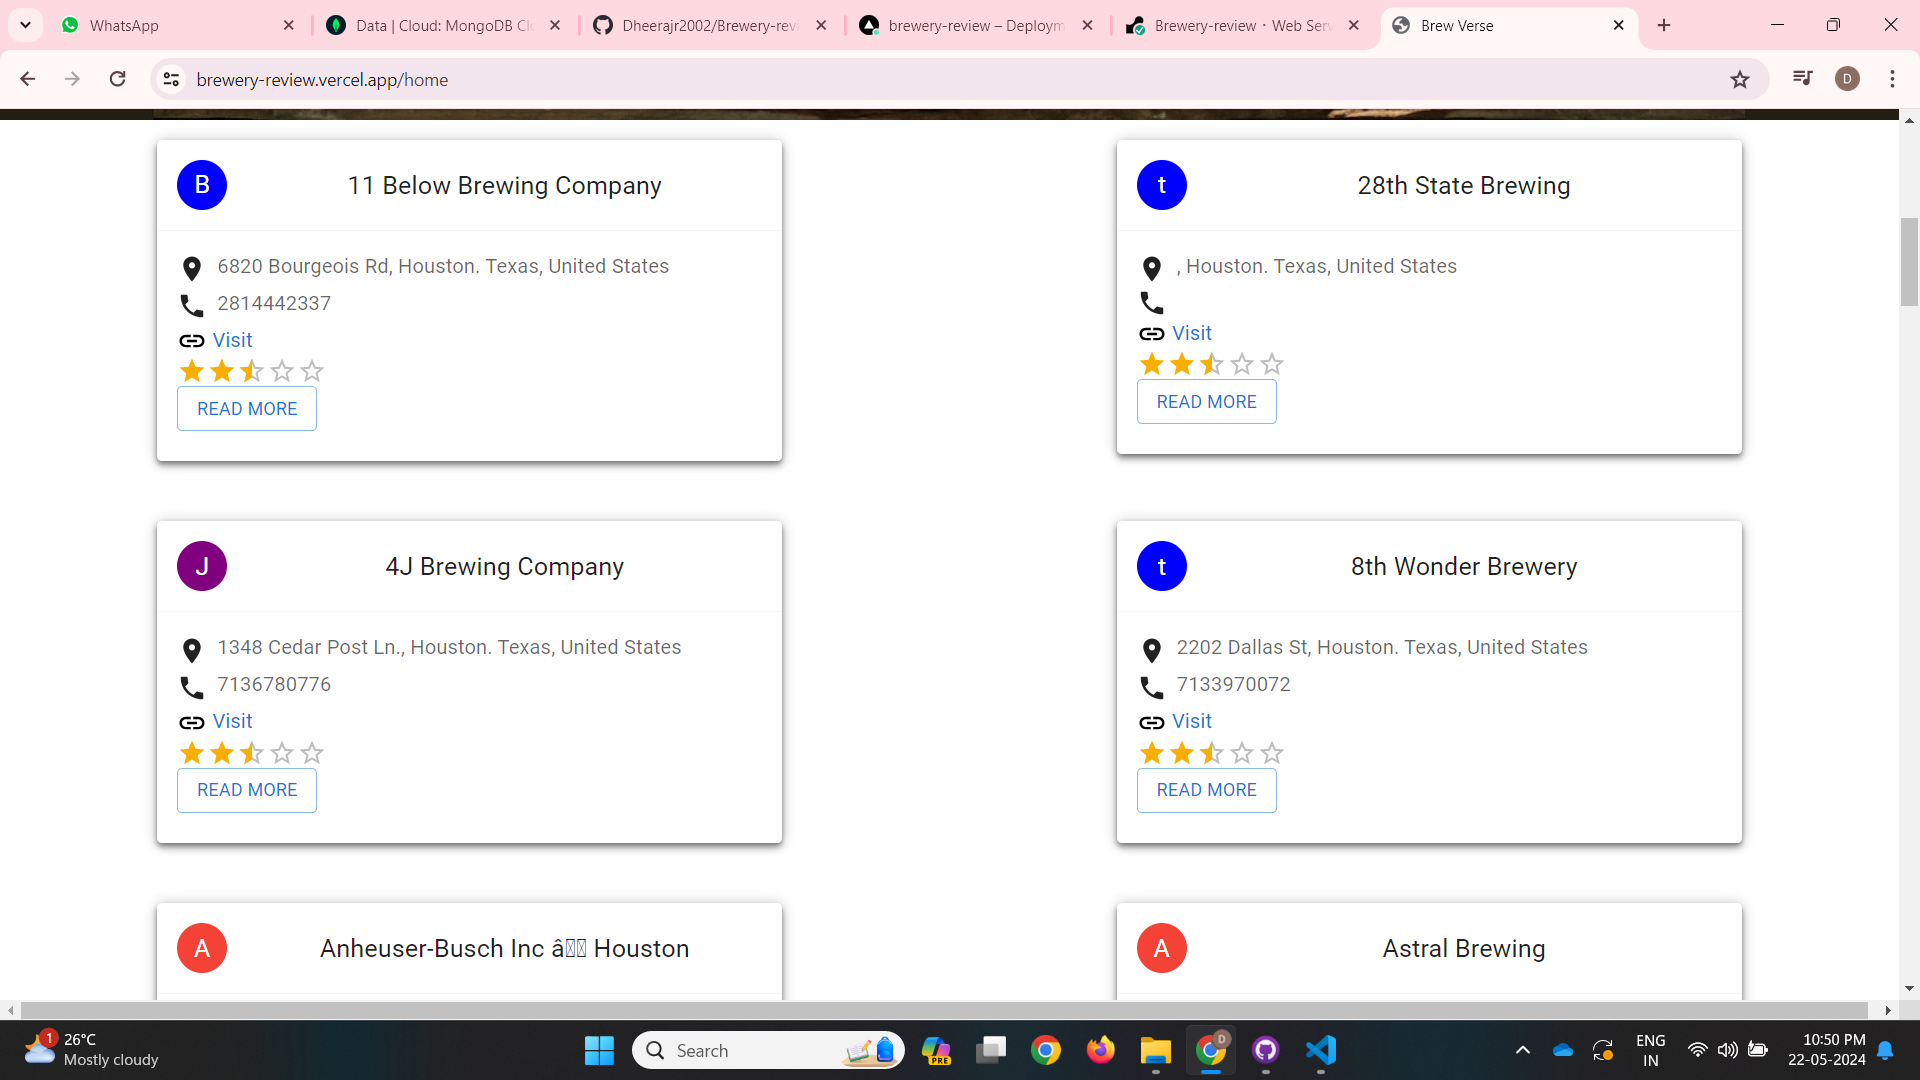 WhatsApp
Data | Cloud: MongoDB Cl
Dheerajr2002/Brewery-revi
brewery-review – Deploym
Brewery-review · Web Serv
Brew Verse
brewery-review.vercel.app/home
D
B
11 Below Brewing Company
6820 Bourgeois Rd, Houston. Texas, United States
2814442337
Visit
READ MORE
t
28th State Brewing
, Houston. Texas, United States
Visit
READ MORE
J
4J Brewing Company
1348 Cedar Post Ln., Houston. Texas, United States
7136780776
Visit
READ MORE
t
8th Wonder Brewery
2202 Dallas St, Houston. Texas, United States
7133970072
Visit
READ MORE
A
Anheuser-Busch Inc â Houston
A
Astral Brewing
1
26°C
Mostly cloudy
Search
PRE
D
ENG
IN
10:50 PM
22-05-2024